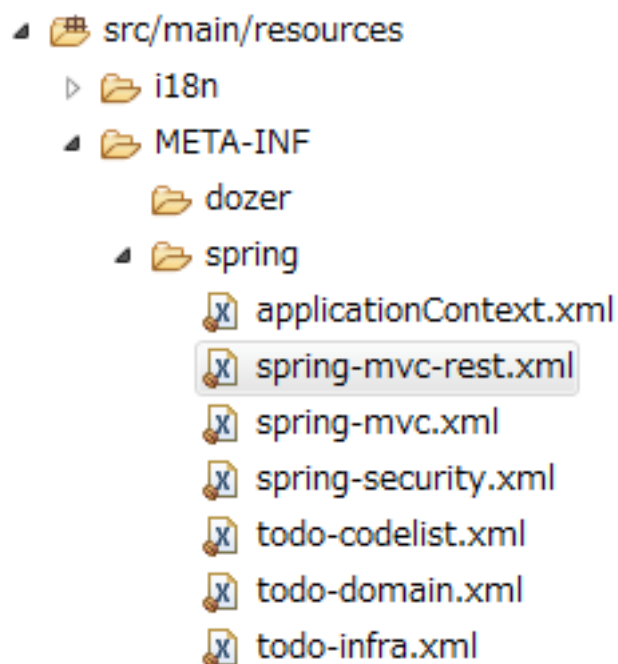 src/main/resources
i18n
META-INF
dozer
spring
applicationContext.xml
spring-mvc-rest.xml
spring-mvc.xml
spring-security.xml
todo-codelist.xml
todo-domain.xml
todo-infra.xml